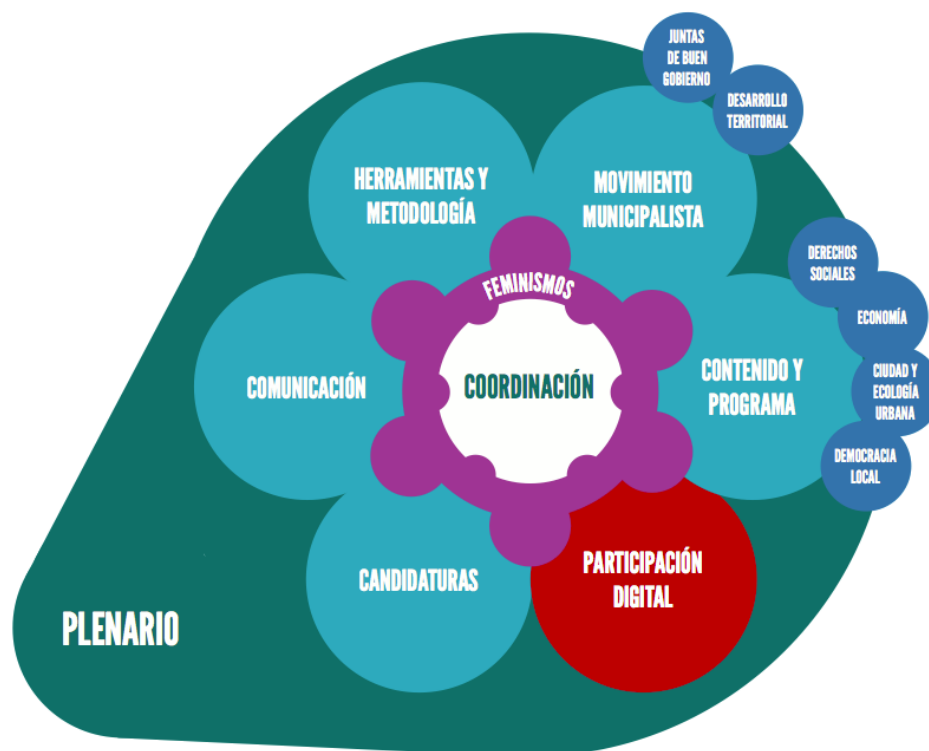 JUNTAS
DE BUEN
GOBIERNO
DESARROLLO
TERRITORIAL
HERRAMIENTAS Y
METODOLOGÍA
MOVIMIENTO
MUNICIPALISTA
DERECHOS
SOCIALES
FEMINISMOS
ECONOMÍA
COMUNICACIÓN
COORDINACIÓN
CONTENIDO Y
PROGRAMA
CIUDAD Y
ECOLOGÍA
URBANA
DEMOCRACIA
LOCAL
CANDIDATURAS
PARTICIPACIÓN
DIGITAL
PLENARIO